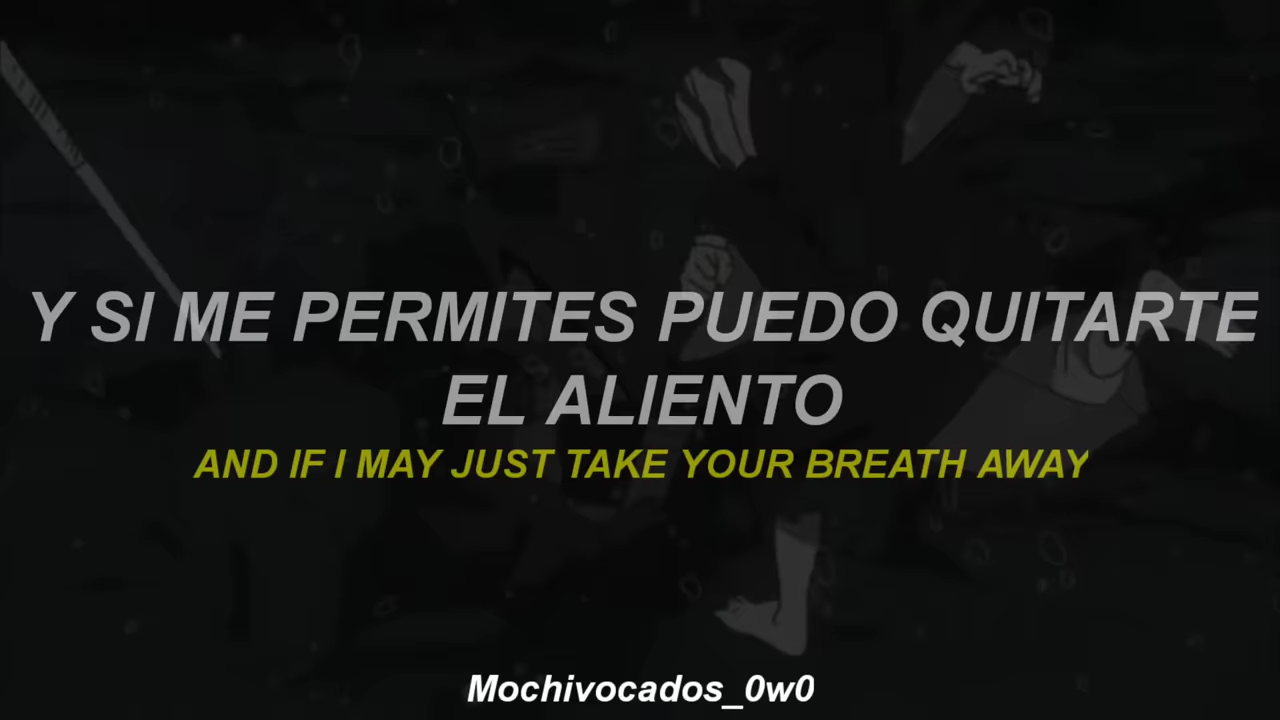 Y SI ME PERMITES PUEDO QUITARTE
EL ALIENTO
AND IF I MAY JUST TAKE YOUR BREATH AWAY
Mochivocados_0w0